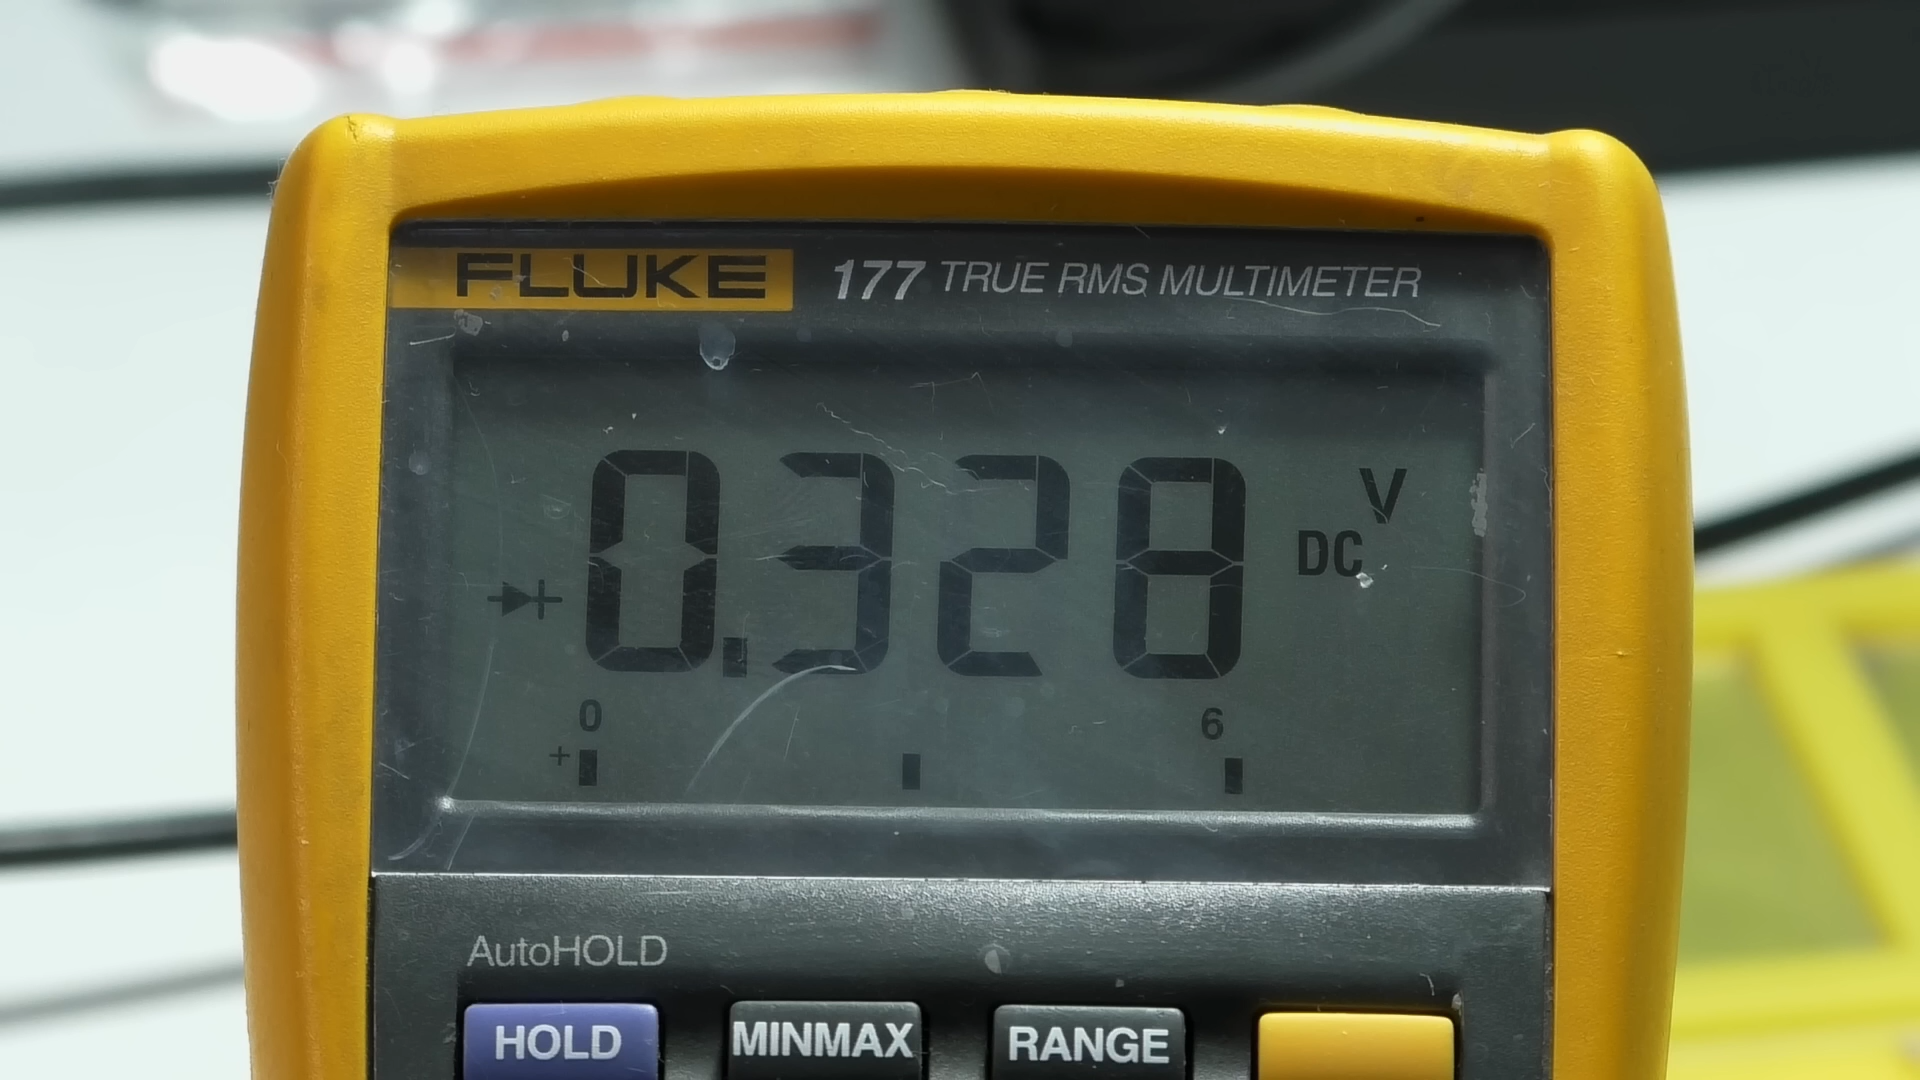 FLUKE 177 TRUE RMS MULTIMETER
0.328 V DC
0 6
+
AutoHOLD
HOLD MINMAX RANGE